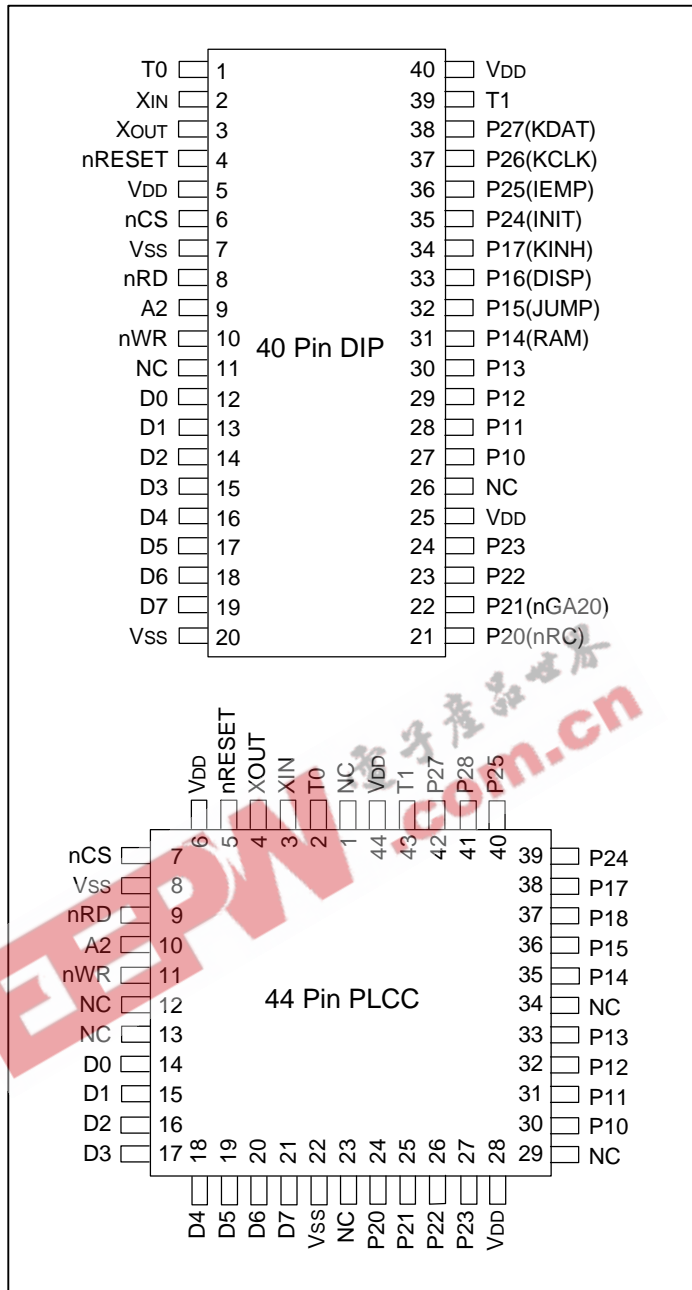 T0 1 40 VDD
XIN 2 39 T1
XOUT 3 38 P27(KDAT)
nRESET 4 37 P26(KCLK)
VDD 5 36 P25(IEMP)
nCS 6 35 P24(INIT)
VSS 7 34 P17(KINH)
nRD 8 33 P16(DISP)
A2 9 32 P15(JUMP)
nWR 10 31 P14(RAM)
40 Pin DIP
NC 11 30 P13
D0 12 29 P12
D1 13 28 P11
D2 14 27 P10
D3 15 26 NC
D4 16 25 VDD
D5 17 24 P23
D6 18 23 P22
D7 19 22 P21(nGA20)
VSS 20 21 P20(nRC)
電子產品世界
.com.cn
EEPW
VDD nRESET XOUT XIN T0 NC VDD T1 P27 P28 P25
6 5 4 3 2 1 44 43 42 41 40
nCS 7 39 P24
VSS 8 38 P17
nRD 9 37 P18
A2 10 36 P15
nWR 11 35 P14
NC 12 34 NC
44 Pin PLCC
NC 13 33 P13
D0 14 32 P12
D1 15 31 P11
D2 16 30 P10
D3 17 29 NC
18 19 20 21 22 23 24 25 26 27 28
D4 D5 D6 D7 VSS NC P20 P21 P22 P23 VDD